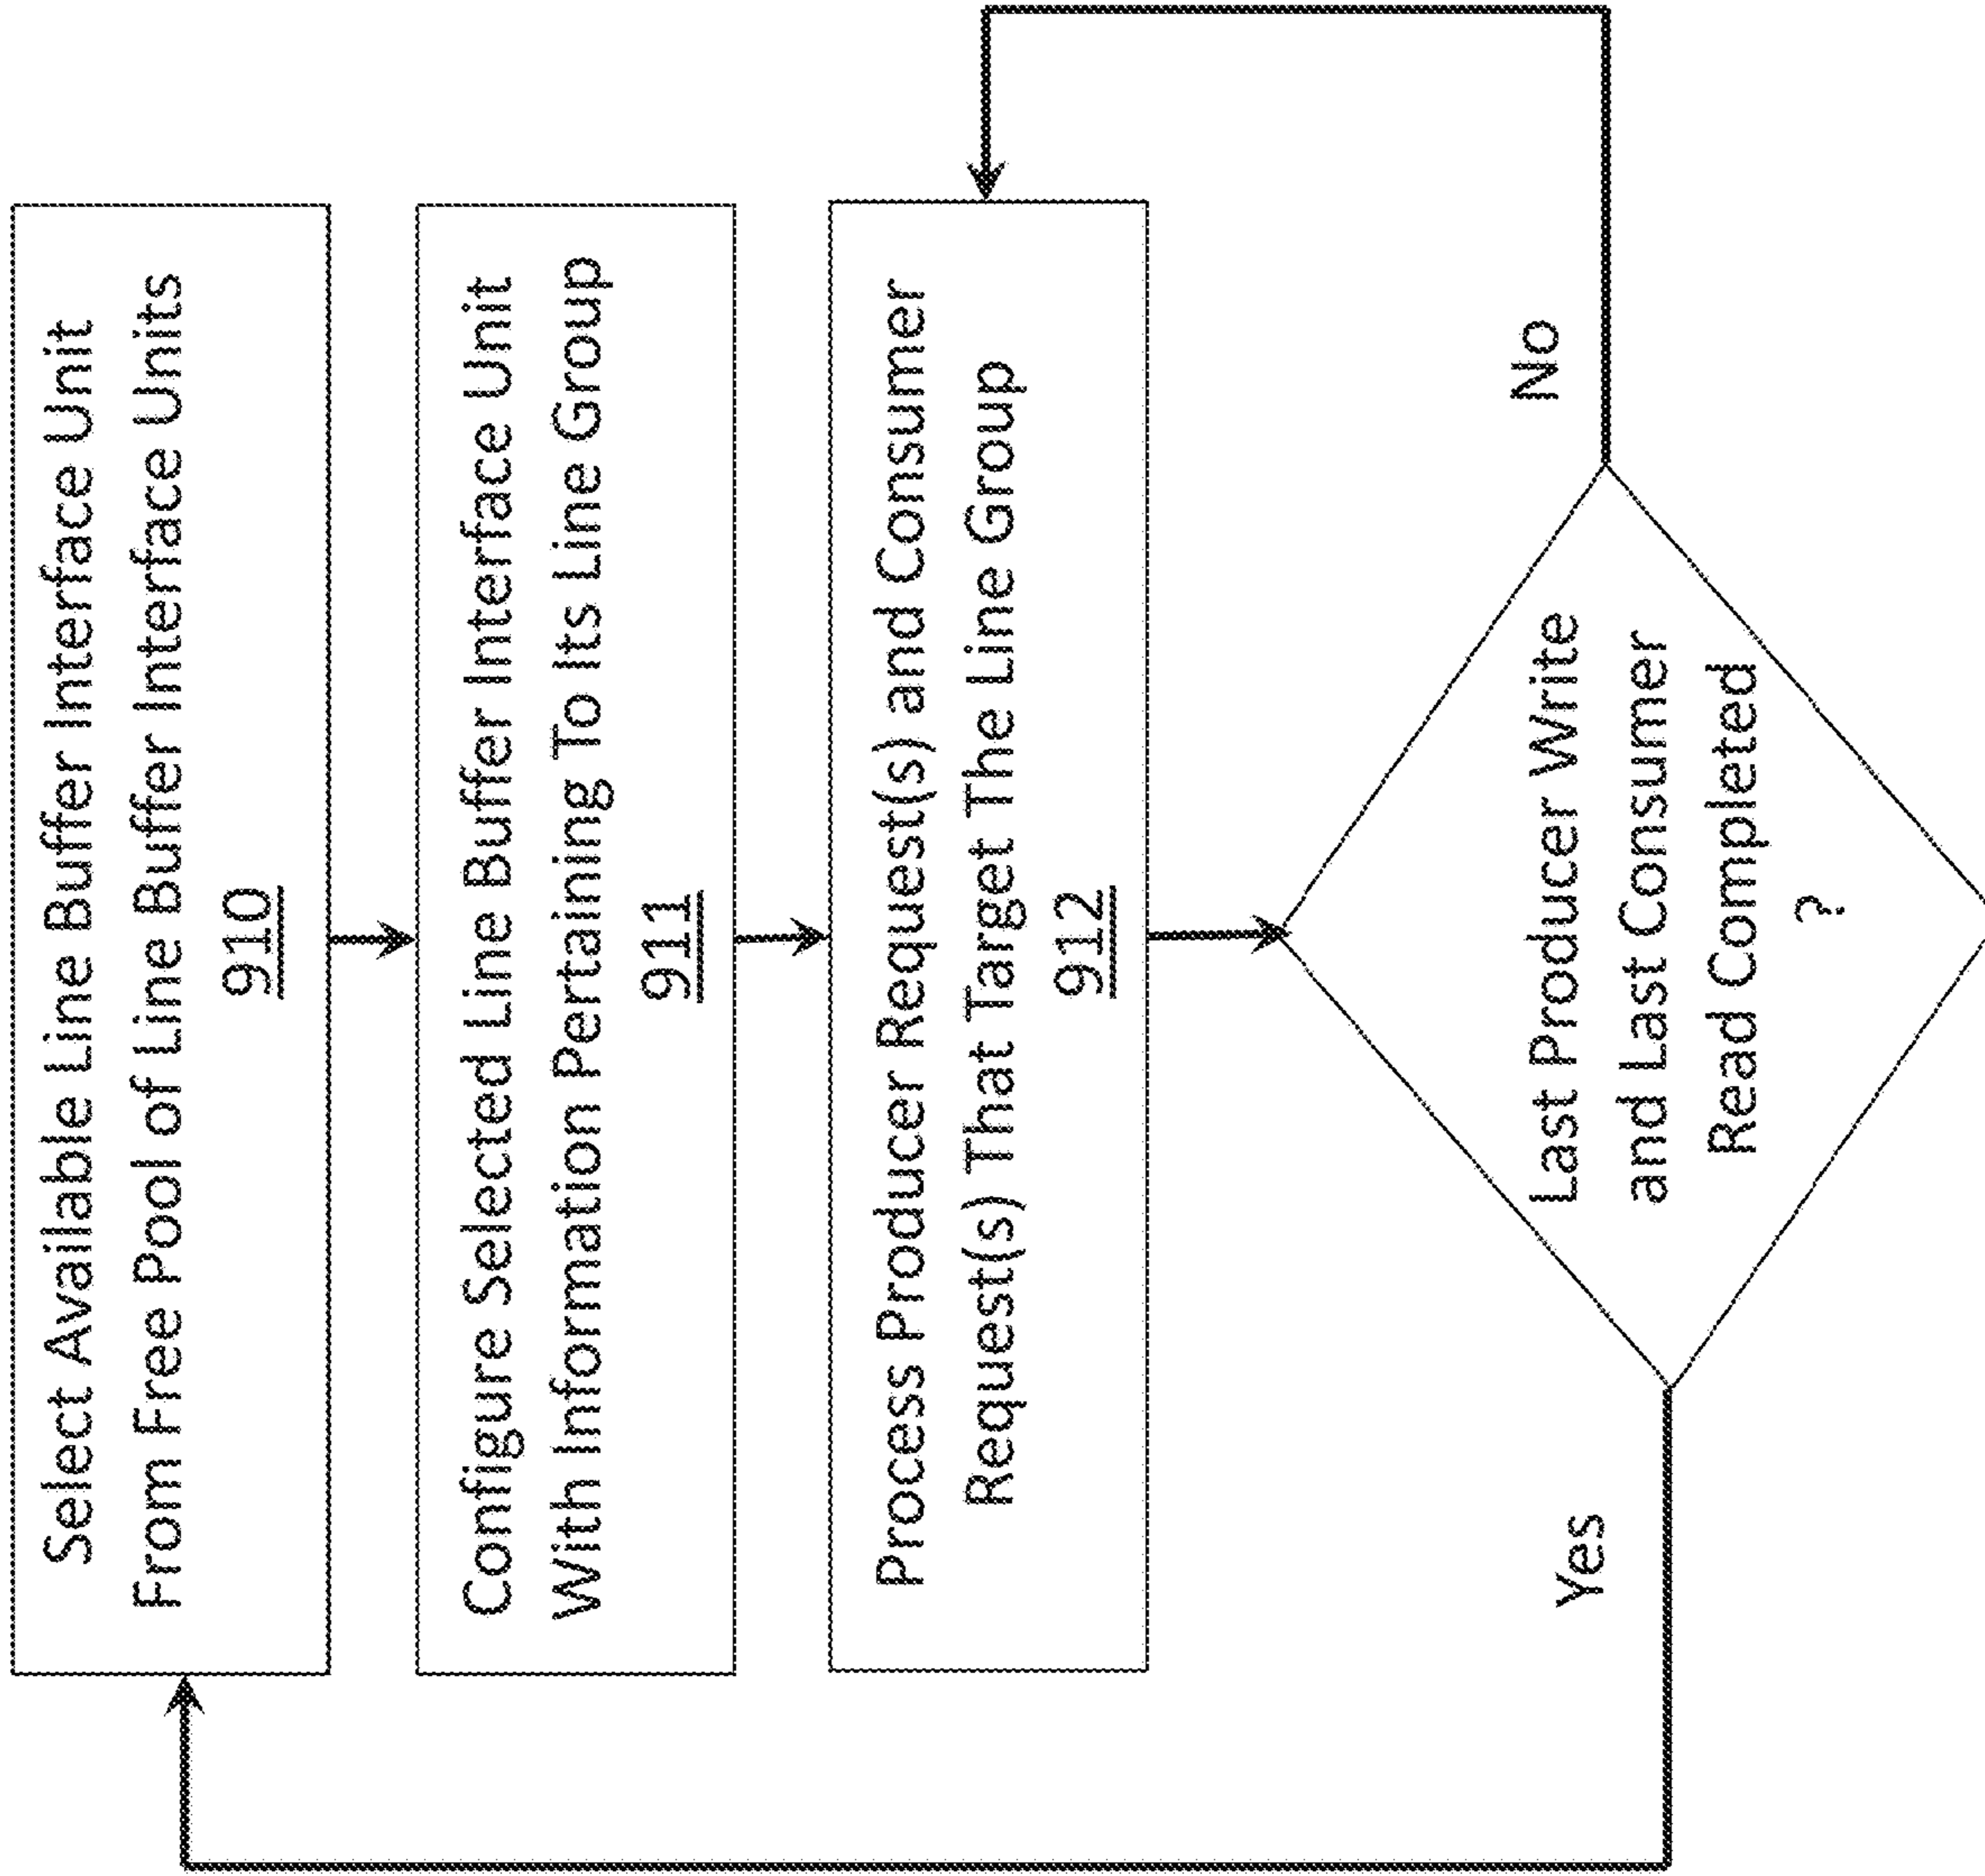 Select Available Line Buffer Interface Unit
From Free Pool of Line Buffer Interface Units
910
Configure Selected Line Buffer Interface Unit
With Information Pertaining To Its Line Group
911
Process Producer Request(s) and Consumer
Request(s) That Target The Line Group
912
Last Producer Write
and Last Consumer
Read Completed
?
Yes
No